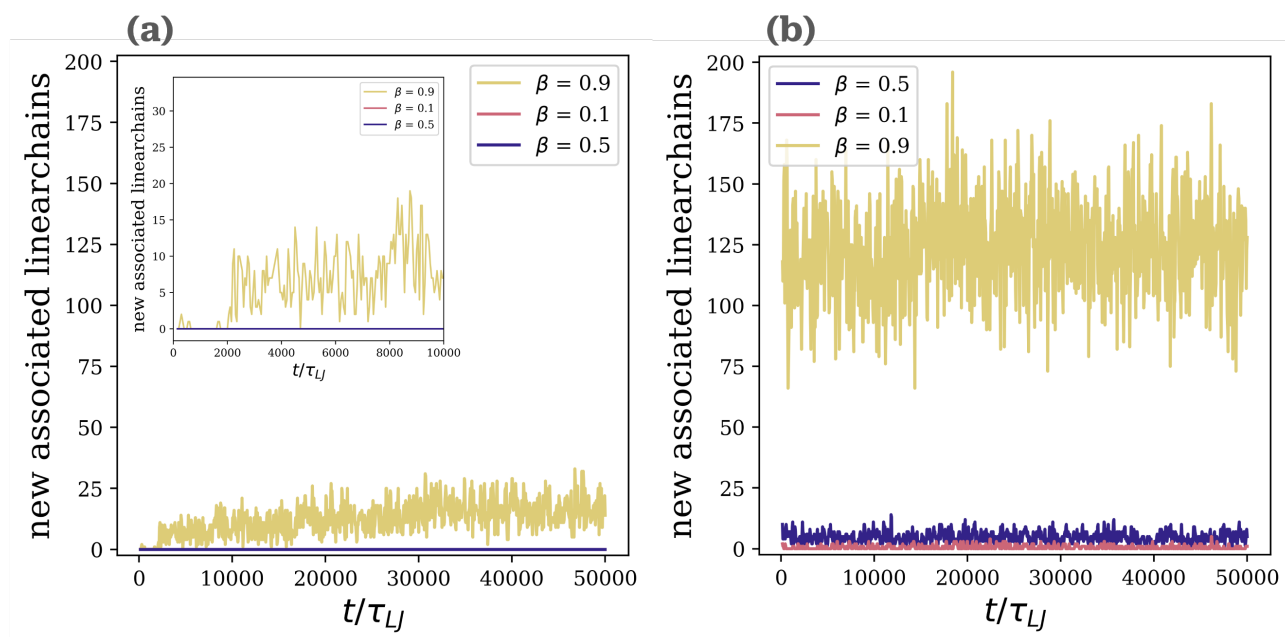 (a)
new associated linearchains
200
175
150
125
100
75
50
25
0
0
10000
20000
30000
40000
50000
t/τLJ
β = 0.9
β = 0.1
β = 0.5
new associated linearchains
30
25
20
15
10
5
0
0
2000
4000
6000
8000
10000
t/τLJ
β = 0.9
β = 0.1
β = 0.5
(b)
new associated linearchains
200
175
150
125
100
75
50
25
0
0
10000
20000
30000
40000
50000
t/τLJ
β = 0.5
β = 0.1
β = 0.9